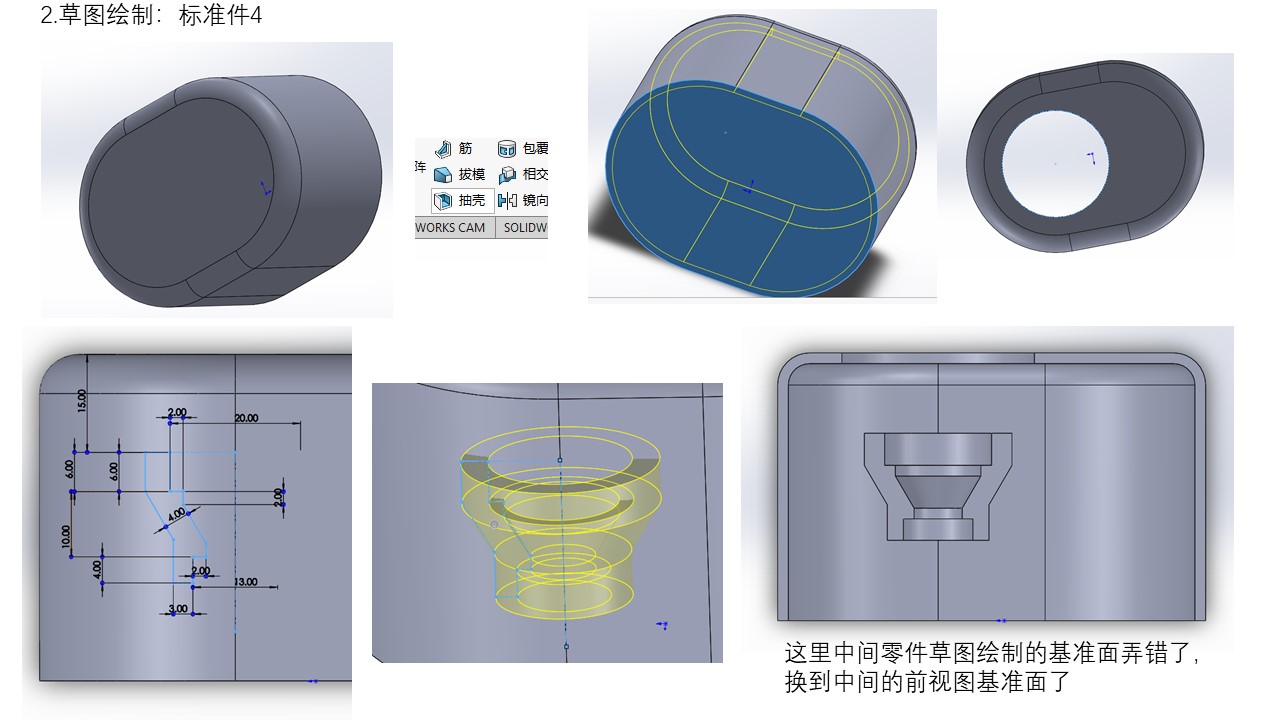 2.草图绘制：标准件4
筋
包覆
阵
拔模
相交
抽壳
镜向
WORKS CAM
SOLIDW
15.00
2.00
20.00
6.00
6.00
2.00
4.00
10.00
4.00
2.00
13.00
3.00
这里中间零件草图绘制的基准面弄错了，
换到中间的前视图基准面了